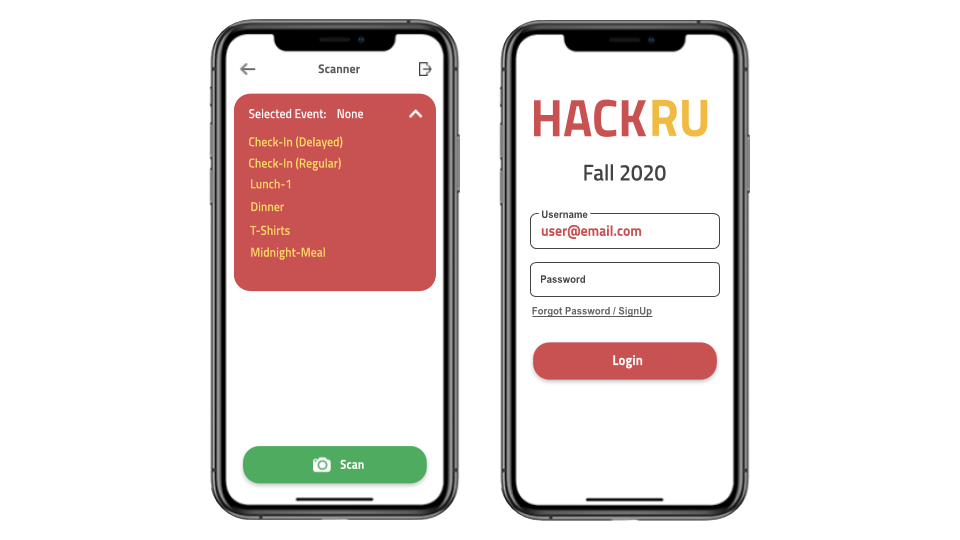 Scanner
Selected Event: None
Check-In (Delayed)
Check-In (Regular)
Lunch-1
Dinner
T-Shirts
Midnight-Meal
Scan
HACKRU
Fall 2020
Username
user@email.com
Password
Forgot Password / SignUp
Login